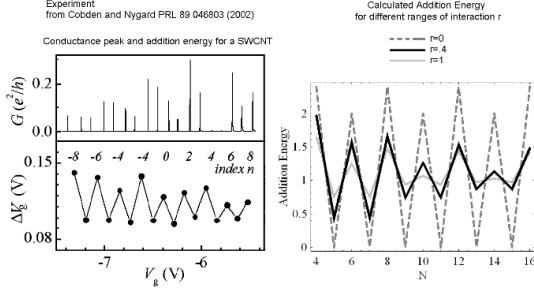 Experiment
from Cobden and Nygard PRL 89 046803 (2002)
Conductance peak and addition energy for a SWCNT
G (e²/h)
0.2
0.0
-8 -6 -4 -4 0 2 4 6 8
index n
0.15
0.08
ΔVg (V)
-7 -6
Vg (V)
Calculated Addition Energy
for different ranges of interaction r
r=0
r=.4
r=1
Addition Energy
2
1.5
1
0.5
0
4 6 8 10 12 14 16
N